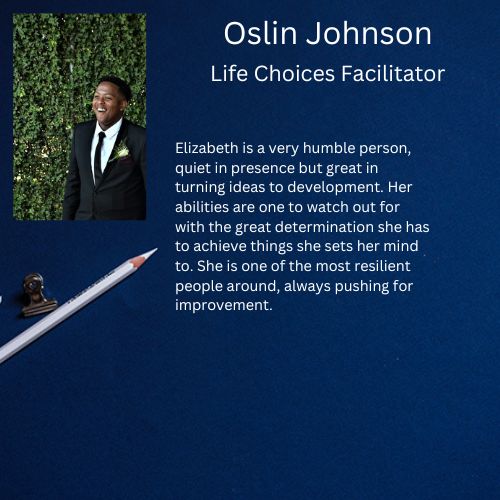 Oslin Johnson
Life Choices Facilitator
Elizabeth is a very humble person,
quiet in presence but great in
turning ideas to development. Her
abilities are one to watch out for
with the great determination she has
to achieve things she sets her mind
to. She is one of the most resilient
people around, always pushing for
improvement.